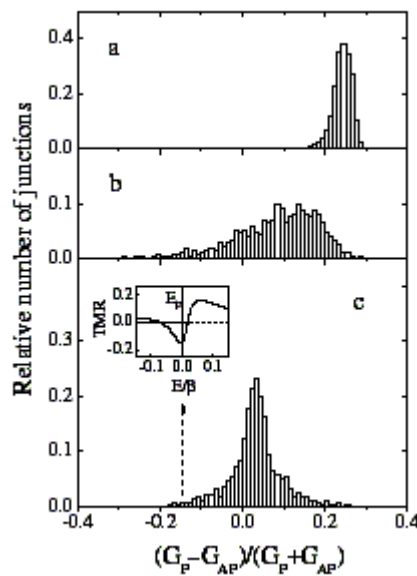 0.4
a
0.2
0.0
b
0.1
0.0
c
0.2
0.0
-0.2
TMR
E_p
-0.1 0.0 0.1
E/β
0.3
0.2
0.1
0.0
-0.4 -0.2 0.0 0.2 0.4
Relative number of junctions
(G_P−G_AP)/(G_P+G_AP)